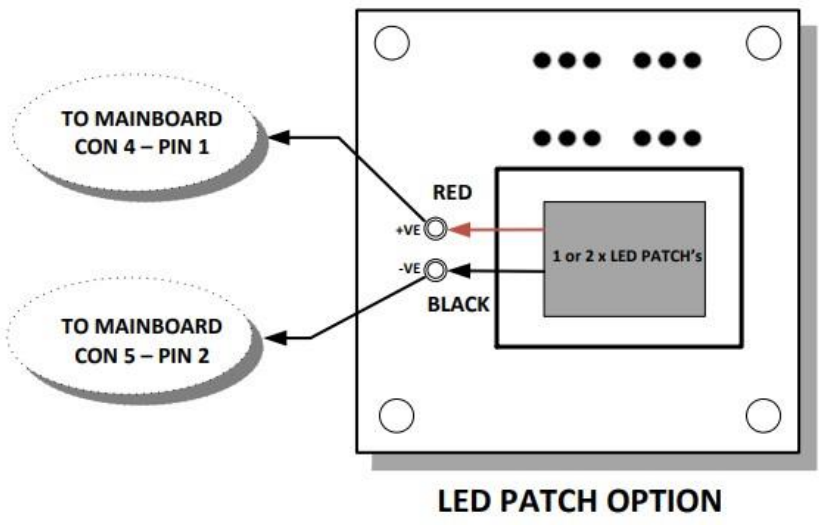 TO MAINBOARD
CON 4 – PIN 1
RED
+VE
1 or 2 x LED PATCH's
-VE
BLACK
TO MAINBOARD
CON 5 – PIN 2
LED PATCH OPTION